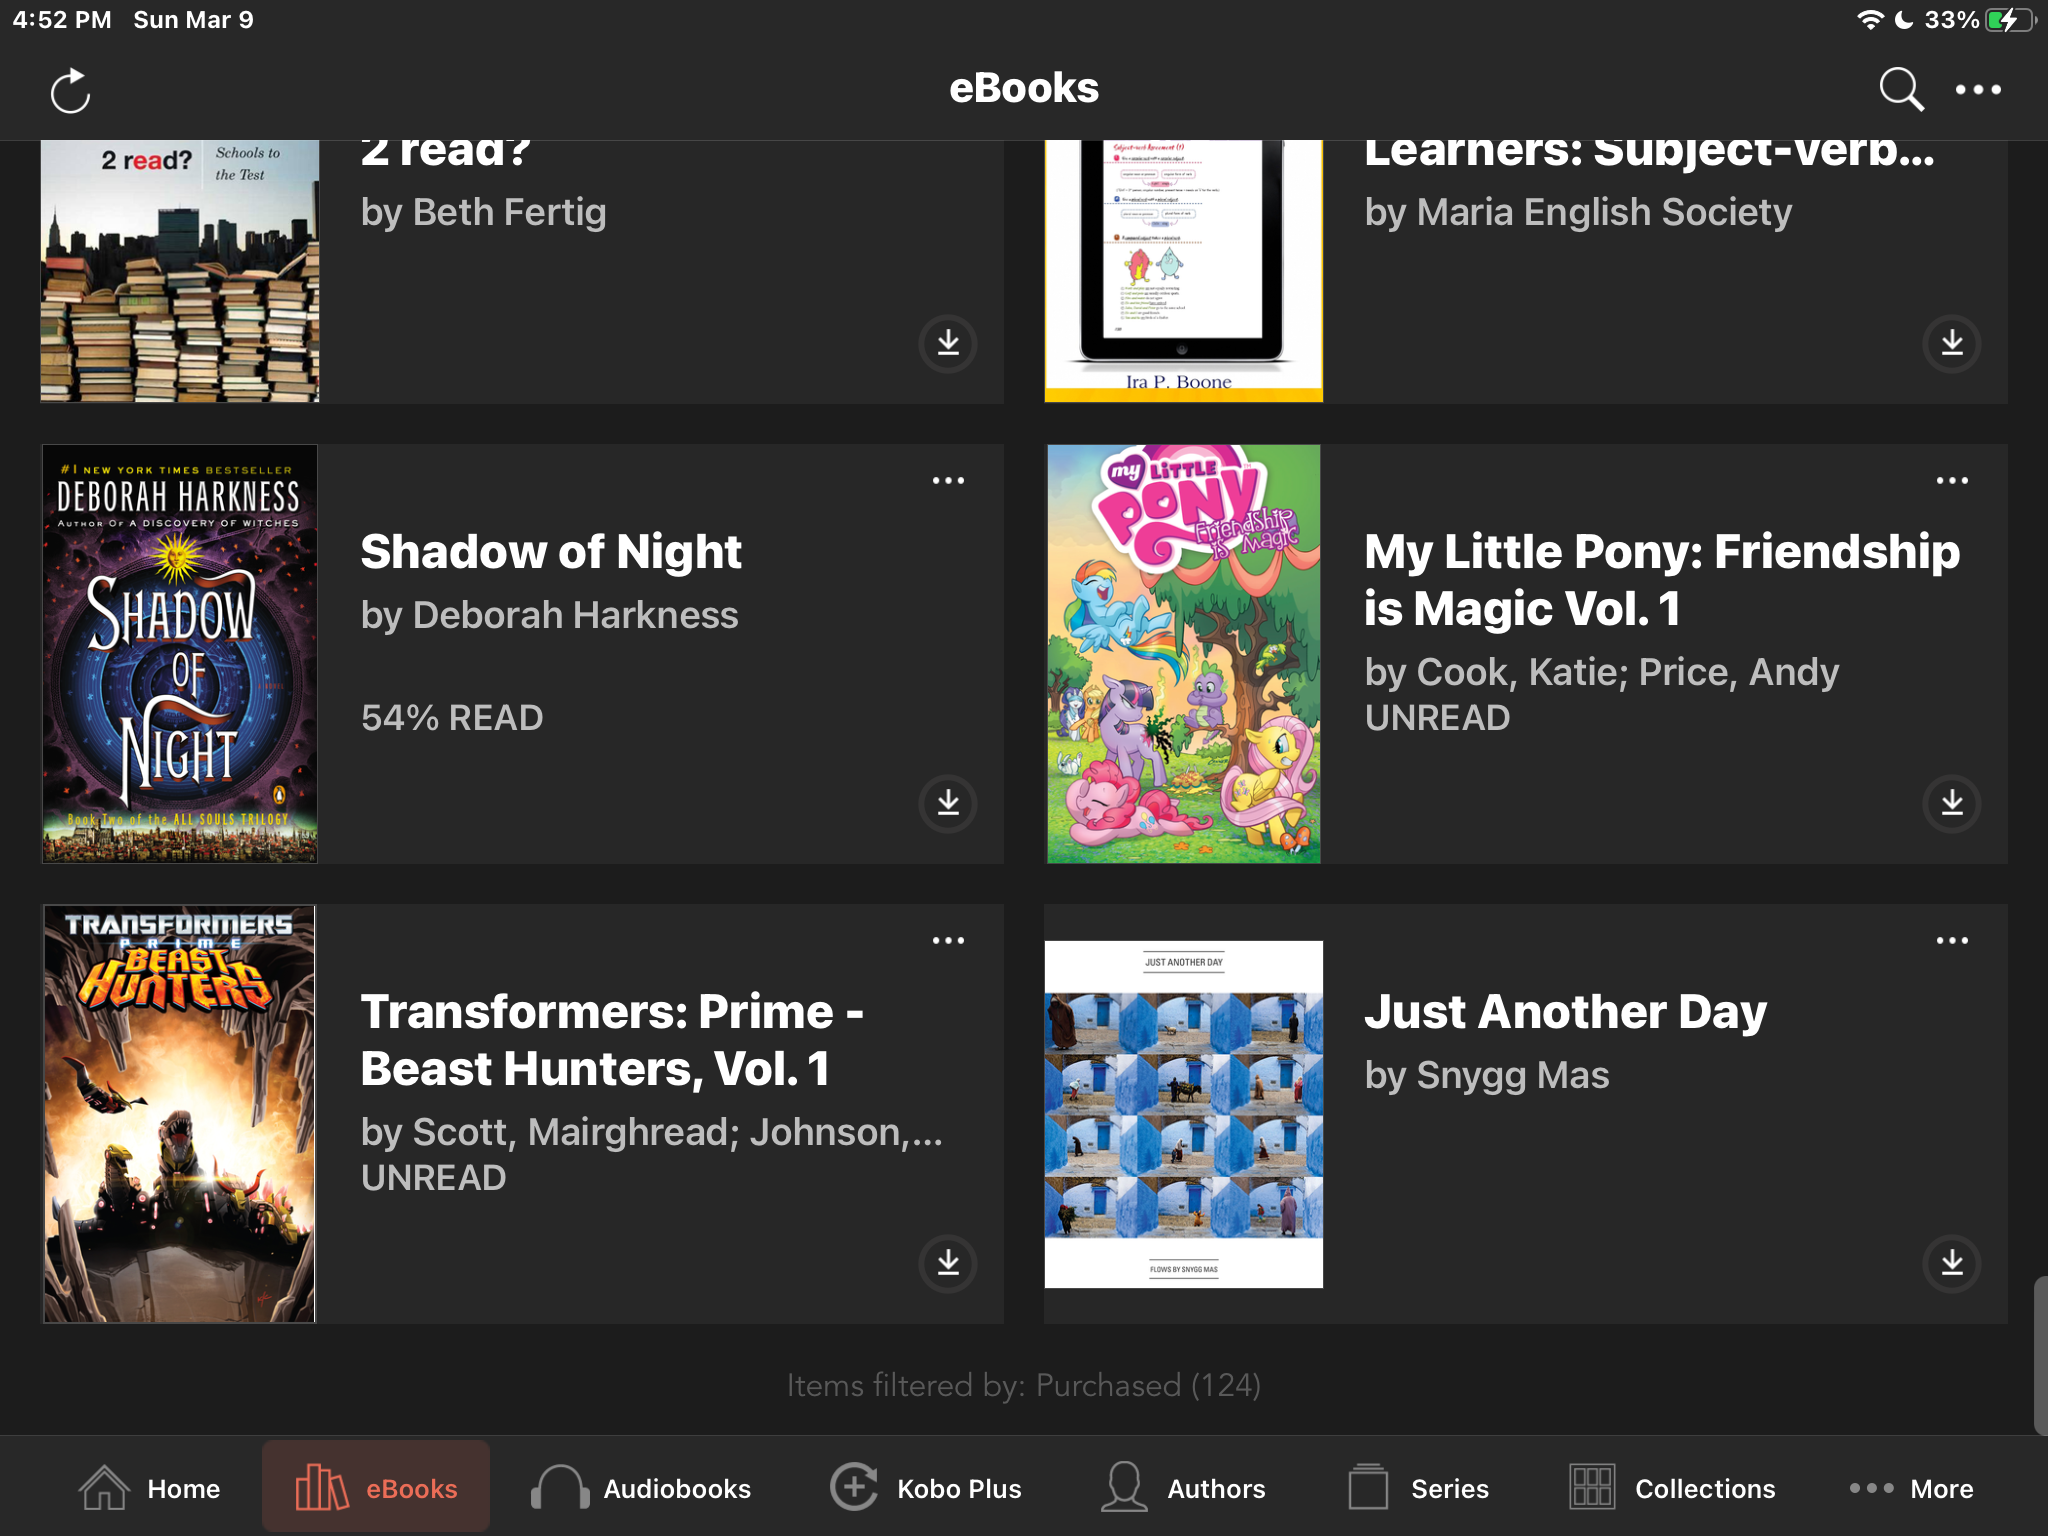 4:52 PM Sun Mar 9
33%
eBooks
2 read?
Schools to
the Test
2 read?
by Beth Fertig
Subject-verb Agreement (1)
Ira P. Boone
Learners: Subject-Verb...
by Maria English Society
#1 NEW YORK TIMES BESTSELLER
DEBORAH HARKNESS
AUTHOR OF A DISCOVERY OF WITCHES
SHADOW
OF
NIGHT
Book Two of the ALL SOULS TRILOGY
Shadow of Night
by Deborah Harkness
54% READ
my LITTLE
PONY
Friendship
is Magic
My Little Pony: Friendship
is Magic Vol. 1
by Cook, Katie; Price, Andy
UNREAD
TRANSFORMERS
PRIME
BEAST
HUNTERS
Transformers: Prime -
Beast Hunters, Vol. 1
by Scott, Mairghread; Johnson,...
UNREAD
JUST ANOTHER DAY
FLOWS BY SNYGG MAS
Just Another Day
by Snygg Mas
Items filtered by: Purchased (124)
Home
eBooks
Audiobooks
Kobo Plus
Authors
Series
Collections
More